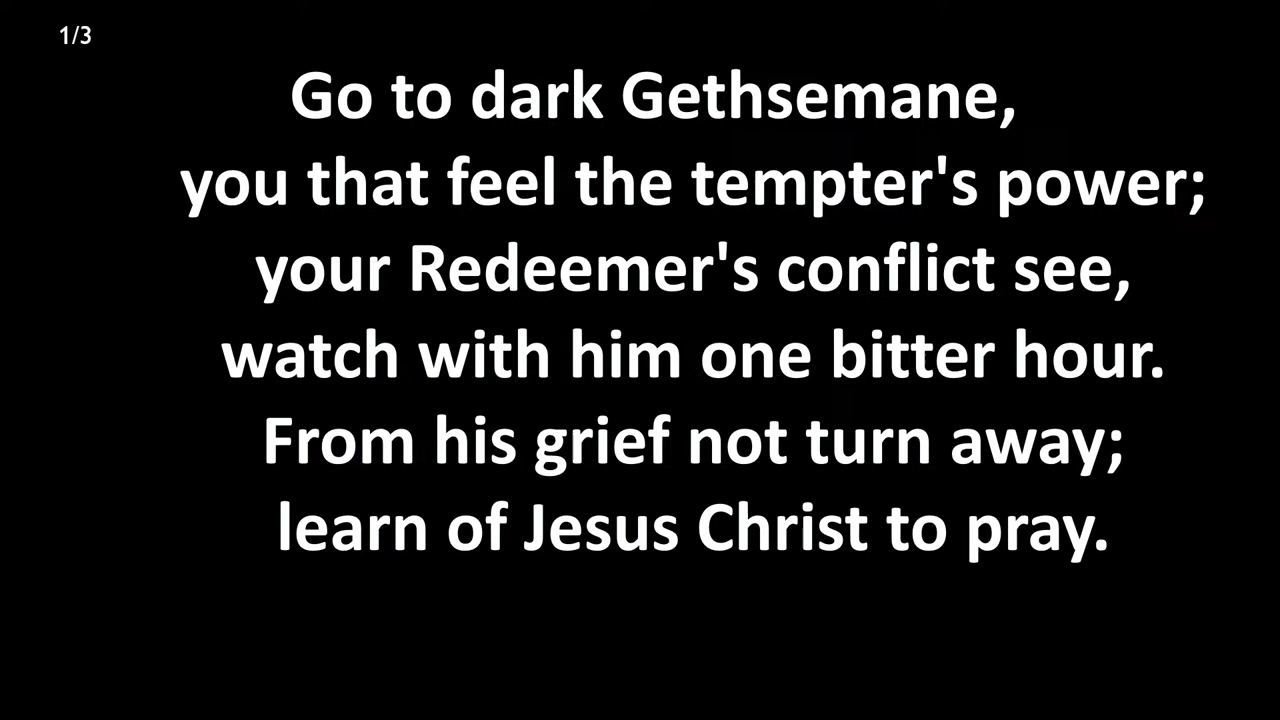 1/3
Go to dark Gethsemane,
you that feel the tempter's power;
your Redeemer's conflict see,
watch with him one bitter hour.
From his grief not turn away;
learn of Jesus Christ to pray.